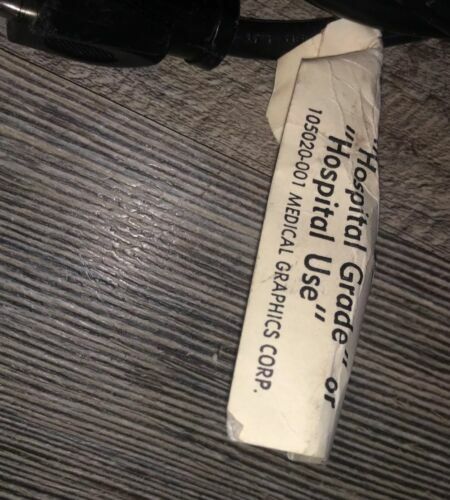 "Hospital Grade" or
"Hospital Use"
105020-001 MEDICAL GRAPHICS CORP.